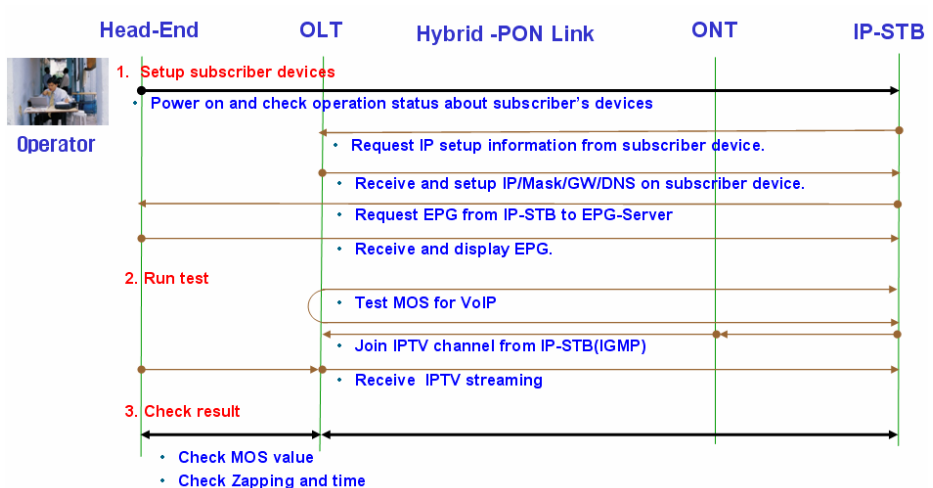 Head-End OLT Hybrid -PON Link ONT IP-STB
1. Setup subscriber devices
• Power on and check operation status about subscriber's devices
Operator
• Request IP setup information from subscriber device.
• Receive and setup IP/Mask/GW/DNS on subscriber device.
• Request EPG from IP-STB to EPG-Server
• Receive and display EPG.
2. Run test
• Test MOS for VoIP
• Join IPTV channel from IP-STB(IGMP)
• Receive IPTV streaming
3. Check result
• Check MOS value
• Check Zapping and time